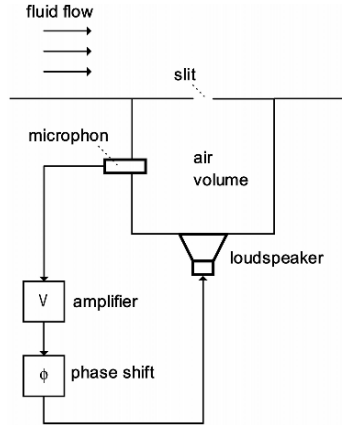 fluid flow
slit
microphon
air
volume
loudspeaker
V
amplifier
ϕ
phase shift